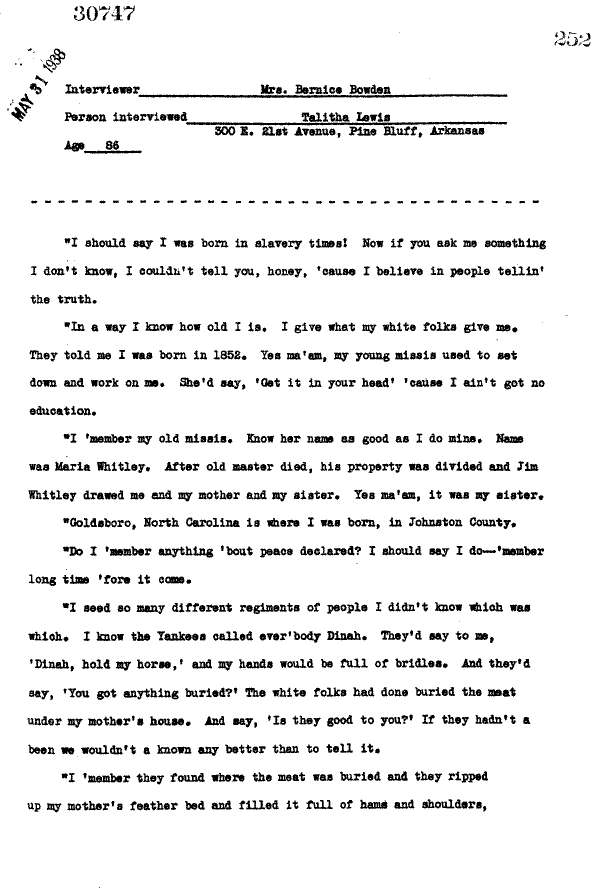 30747
252
MAY 31 1938
Interviewer Mrs. Bernice Bowden
Person interviewed Talitha Lewis
300 E. 21st Avenue, Pine Bluff, Arkansas
Age 86
"I should say I was born in slavery times! Now if you ask me something
I don't know, I couldn't tell you, honey, 'cause I believe in people tellin'
the truth.
"In a way I know how old I is. I give what my white folks give me.
They told me I was born in 1852. Yes ma'am, my young missis used to set
down and work on me. She'd say, 'Get it in your head' 'cause I ain't got no
education.
"I 'member my old missis. Know her name as good as I do mine. Name
was Maria Whitley. After old master died, his property was divided and Jim
Whitley drawed me and my mother and my sister. Yes ma'am, it was my sister.
"Goldsboro, North Carolina is where I was born, in Johnston County.
"Do I 'member anything 'bout peace declared? I should say I do—'member
long time 'fore it come.
"I seed so many different regiments of people I didn't know which was
which. I know the Yankees called ever'body Dinah. They'd say to me,
'Dinah, hold my horse,' and my hands would be full of bridles. And they'd
say, 'You got anything buried?' The white folks had done buried the meat
under my mother's house. And say, 'Is they good to you?' If they hadn't a
been we wouldn't a known any better than to tell it.
"I 'member they found where the meat was buried and they ripped
up my mother's feather bed and filled it full of hams and shoulders,